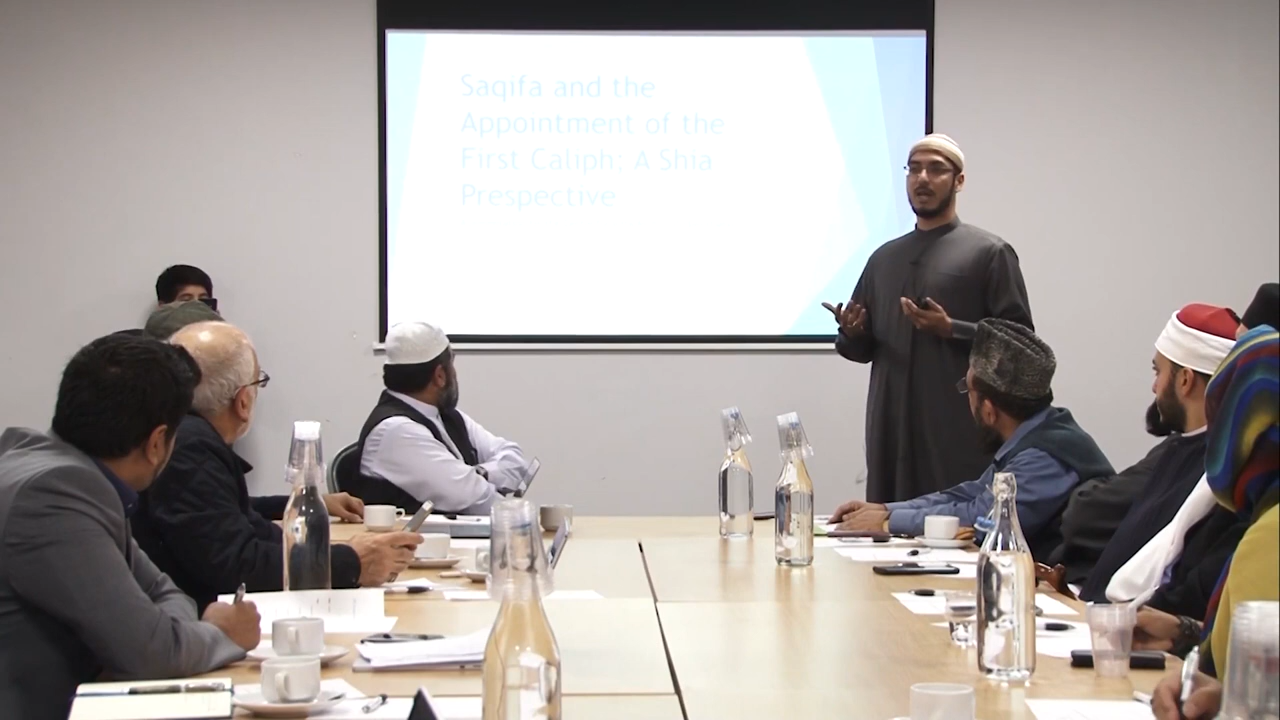 Saqifa and the
Appointment of the
First Caliph: A Shia
Prespective